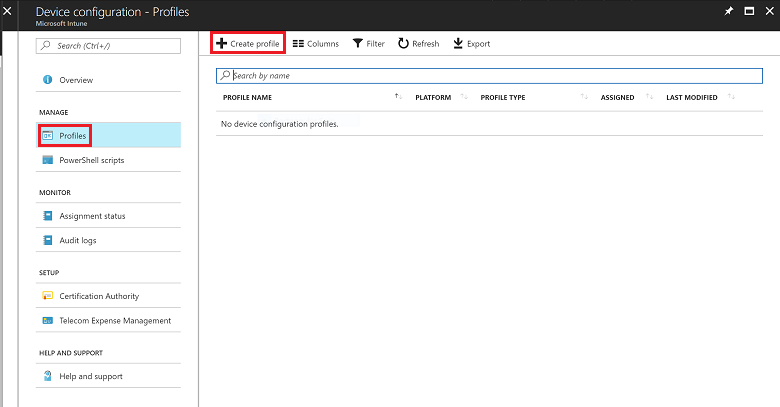 Device configuration - Profiles
Microsoft Intune
Search (Ctrl+/)
Overview
MANAGE
Profiles
PowerShell scripts
MONITOR
Assignment status
Audit logs
SETUP
Certification Authority
Telecom Expense Management
HELP AND SUPPORT
Help and support
Create profile Columns Filter Refresh Export
Search by name
PROFILE NAME PLATFORM PROFILE TYPE ASSIGNED LAST MODIFIED
No device configuration profiles.